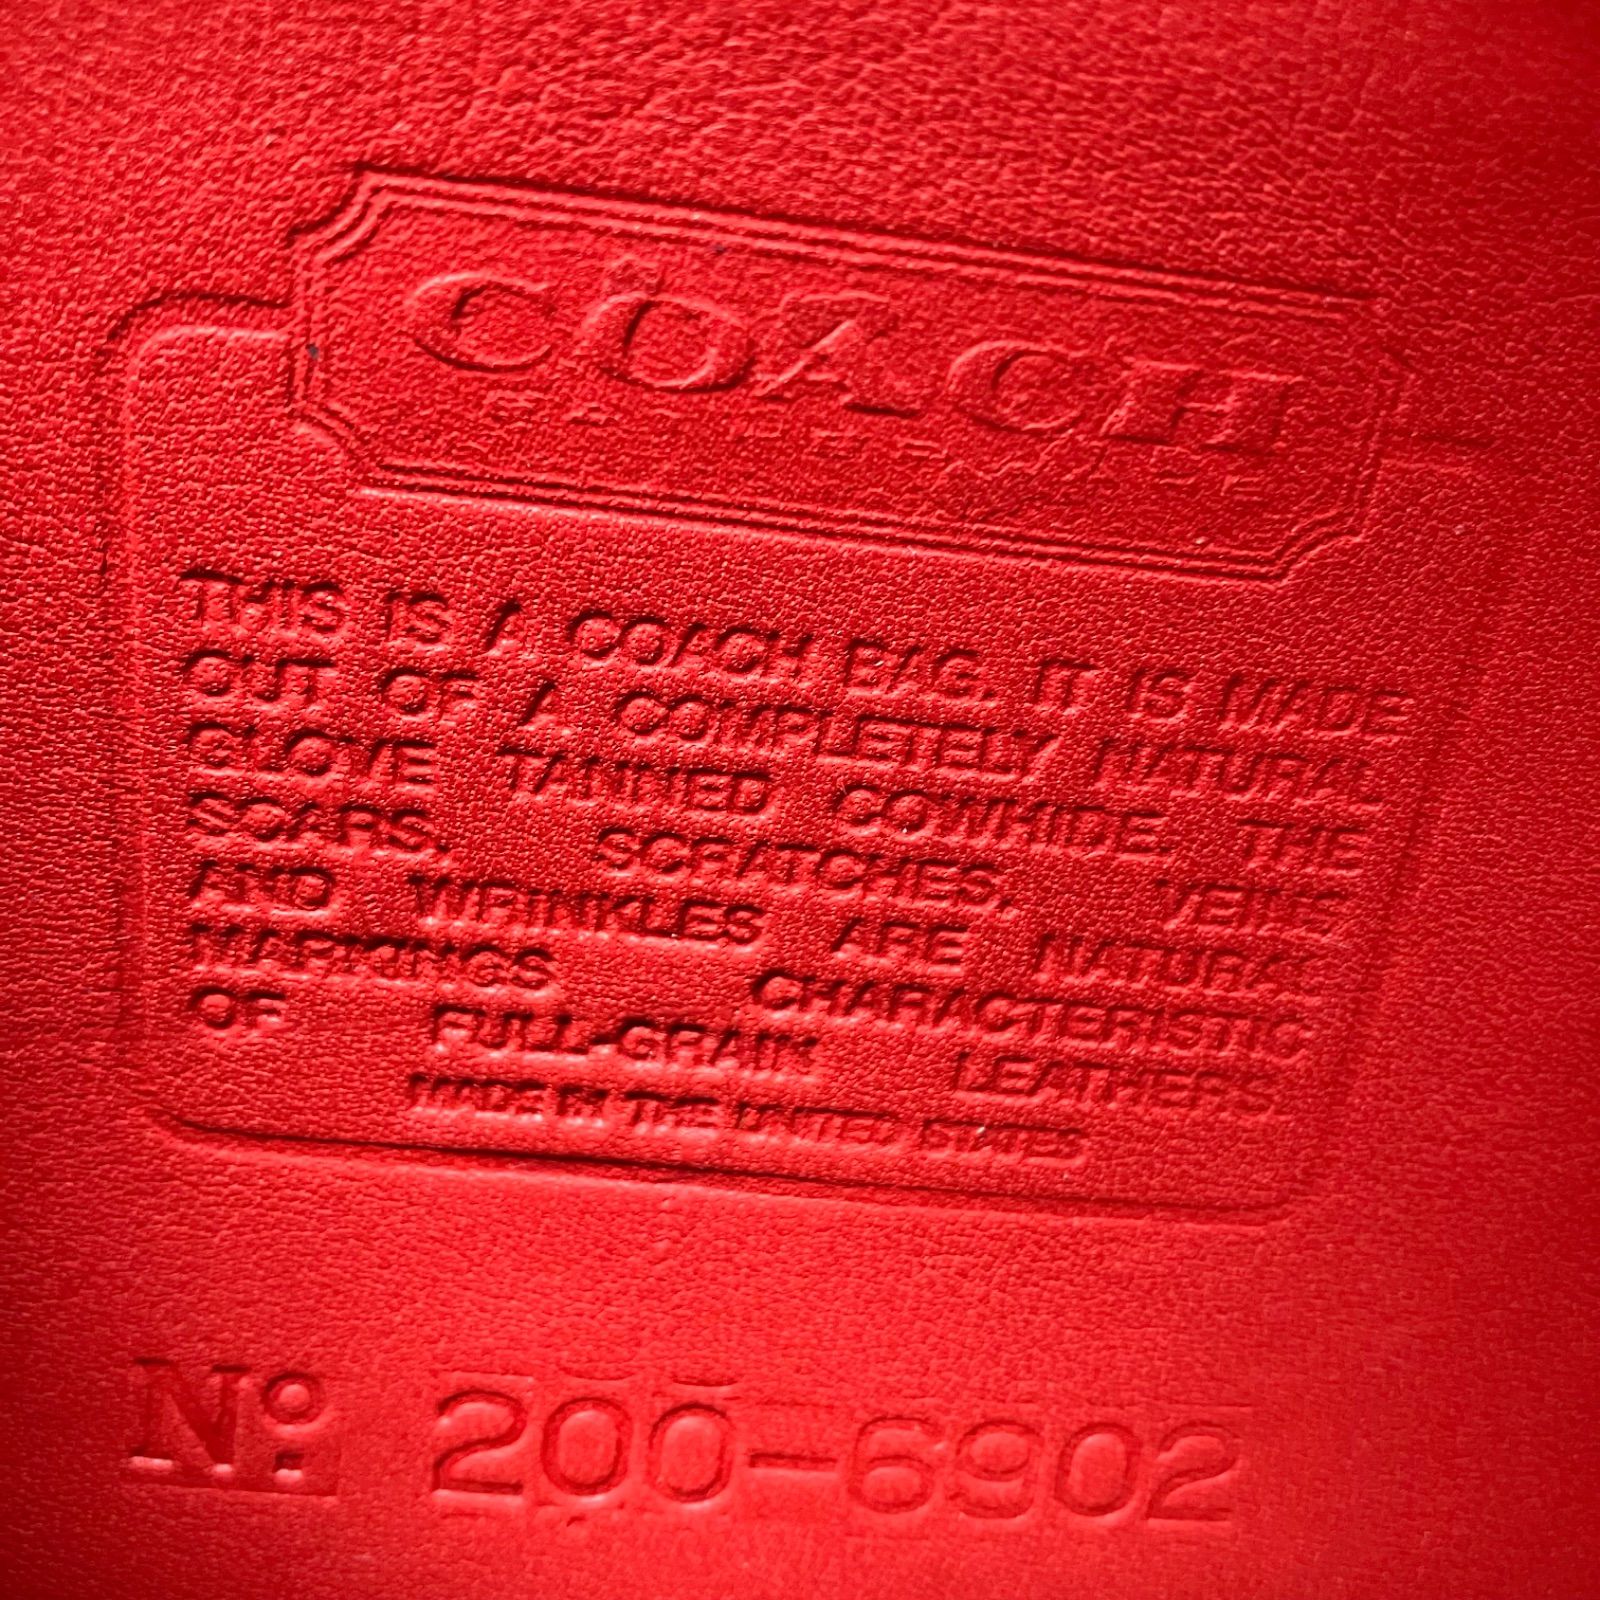 COACH
THIS IS A COACH BAG. IT IS MADE
OUT OF A COMPLETELY NATURAL
GLOVE TANNED COWHIDE. THE
SCARS, SCRATCHES, VEINS
AND WRINKLES ARE NATURAL
MARKINGS CHARACTERISTIC
OF FULL-GRAIN LEATHERS.
MADE IN THE UNITED STATES
No. 200-6902